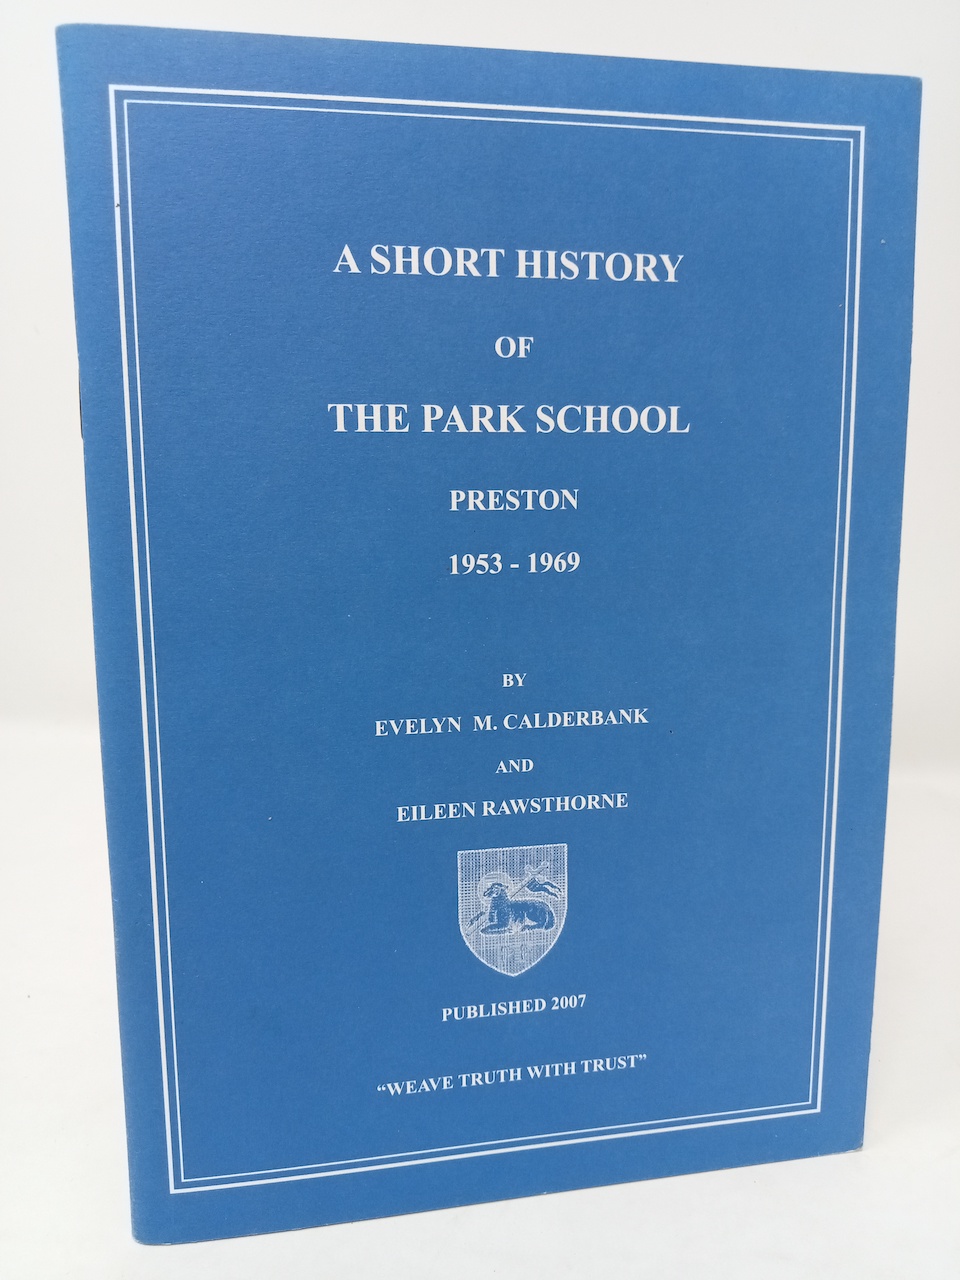 A SHORT HISTORY
OF
THE PARK SCHOOL
PRESTON
1953 - 1969
BY
EVELYN M. CALDERBANK
AND
EILEEN RAWSTHORNE
PUBLISHED 2007
“WEAVE TRUTH WITH TRUST”